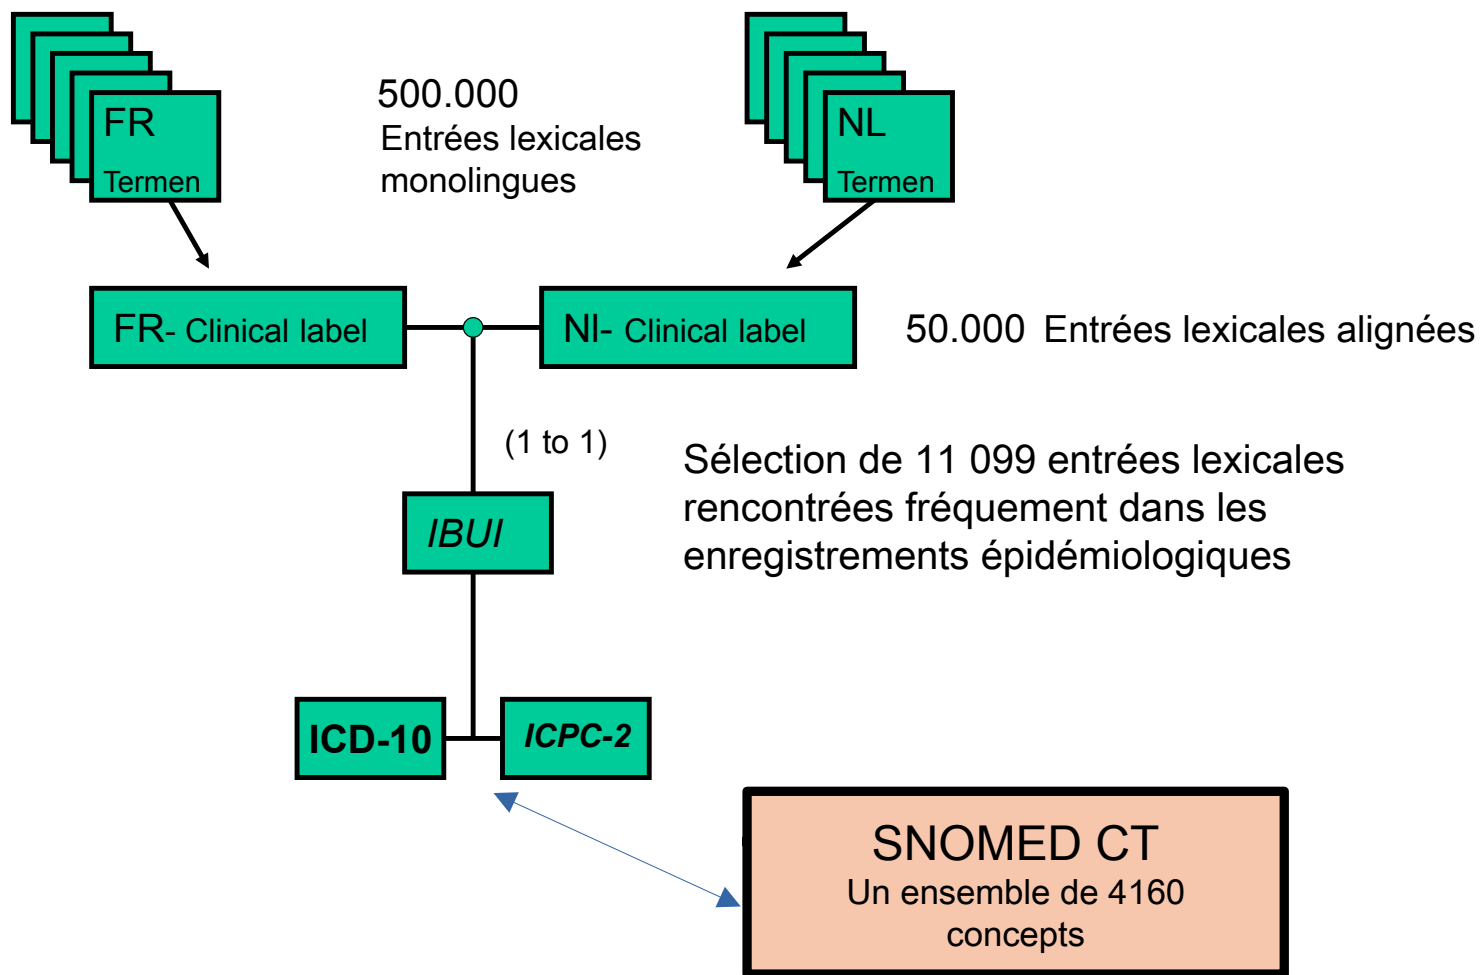 FR
Termen
500.000
Entrées lexicales
monolingues
NL
Termen
FR- Clinical label
Nl- Clinical label
50.000 Entrées lexicales alignées
(1 to 1)
Sélection de 11 099 entrées lexicales
rencontrées fréquement dans les
enregistrements épidémiologiques
IBUI
ICD-10
ICPC-2
SNOMED CT
Un ensemble de 4160
concepts